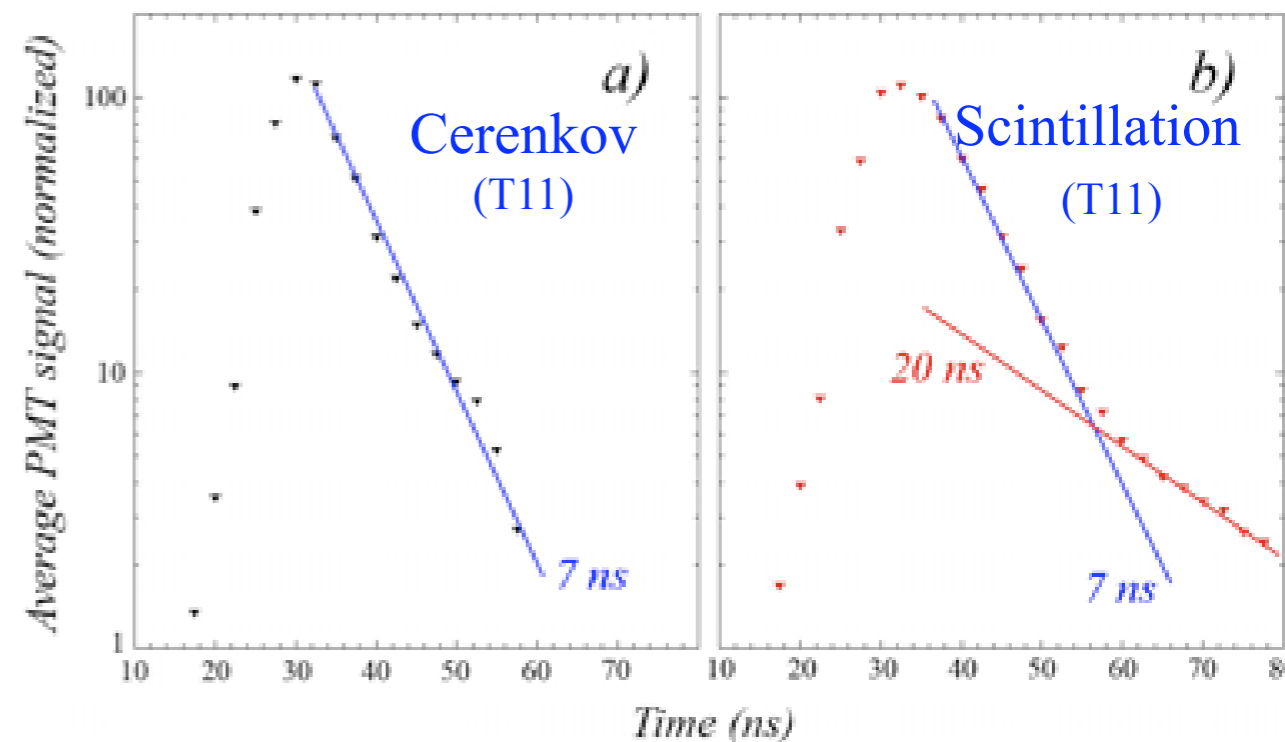 Average PMT signal (normalized)
100
10
1
a)
Cerenkov
(T11)
7 ns
10 20 30 40 50 60 70
b)
Scintillation
(T11)
20 ns
7 ns
10 20 30 40 50 60 70 8
Time (ns)